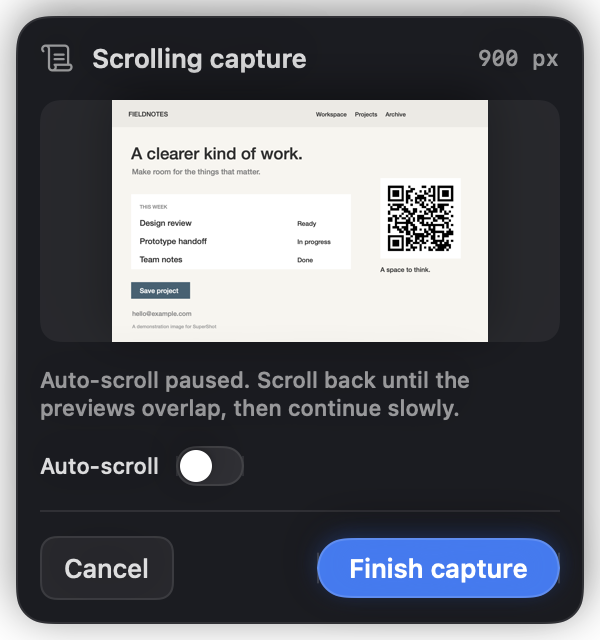 Scrolling capture 900 px
FIELDNOTES Workspace Projects Archive
A clearer kind of work.
Make room for the things that matter.
THIS WEEK
Design review Ready
Prototype handoff In progress
Team notes Done
A space to think.
Save project
hello@example.com
A demonstration image for SuperShot
Auto-scroll paused. Scroll back until the
previews overlap, then continue slowly.
Auto-scroll
Cancel Finish capture